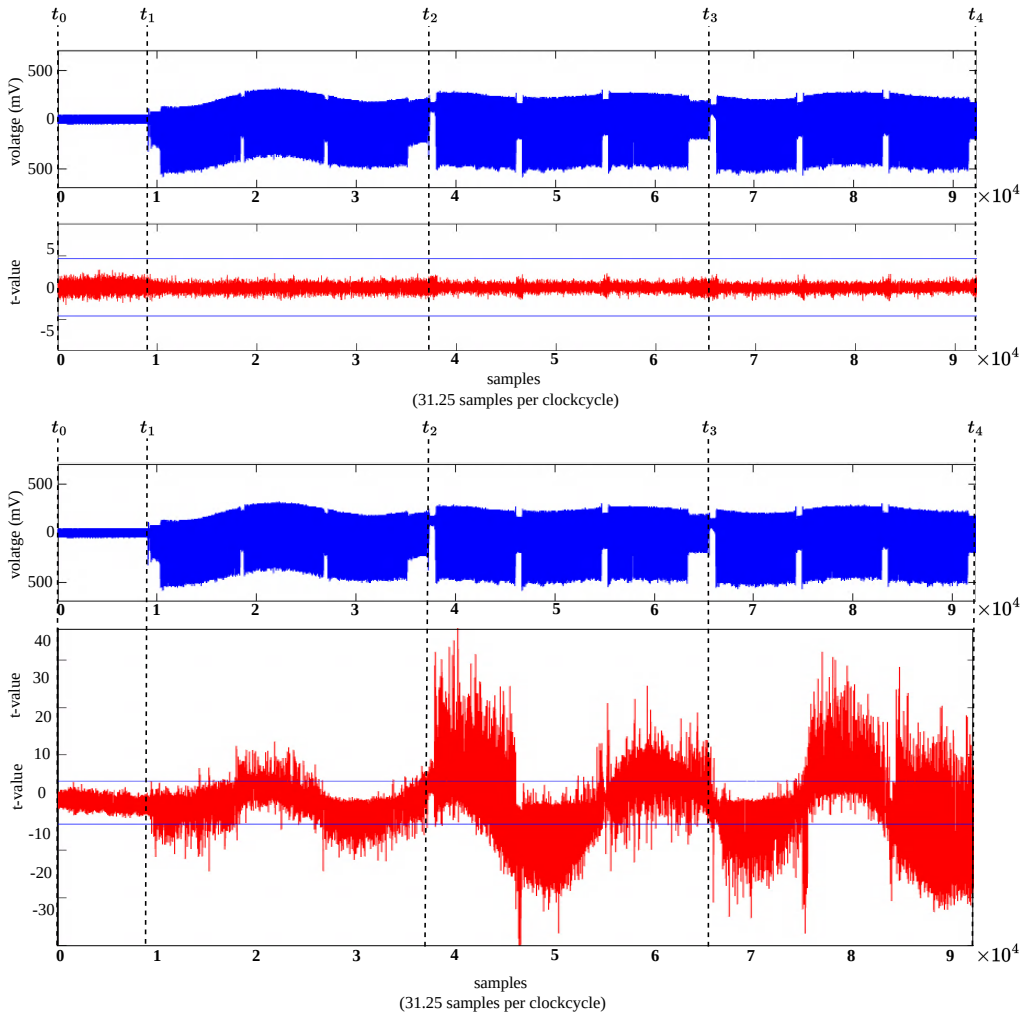 t0 t1 t2 t3 t4
volatge (mV)
500
0
500
0 1 2 3 4 5 6 7 8 9 ×10^4
t-value
5
0
-5
0 1 2 3 4 5 6 7 8 9 ×10^4
samples
(31.25 samples per clockcycle)
t0 t1 t2 t3 t4
volatge (mV)
500
0
500
0 1 2 3 4 5 6 7 8 9 ×10^4
t-value
t-value
40
30
20
10
0
-10
-20
-30
0 1 2 3 4 5 6 7 8 9 ×10^4
samples
(31.25 samples per clockcycle)